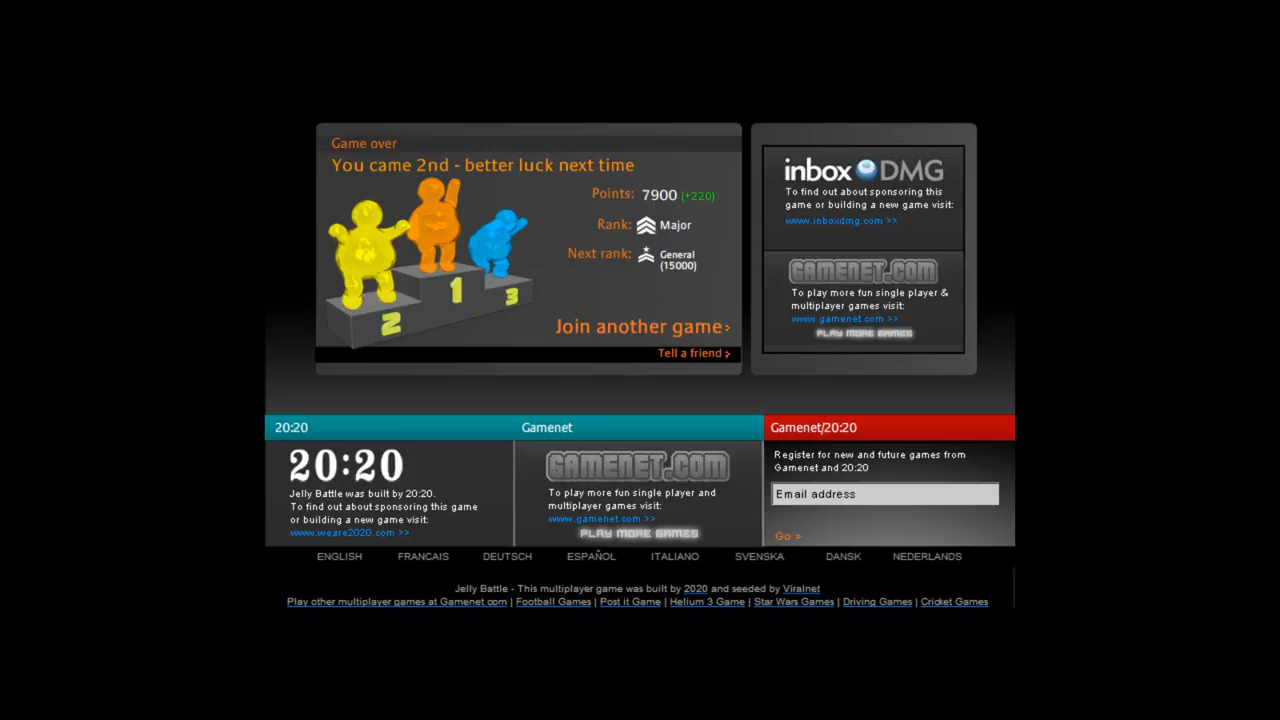 Game over
You came 2nd - better luck next time
Points: 7900 (+220)
Rank: Major
Next rank: General
(15000)
2 1 3
Join another game
Tell a friend
inbox DMG
To find out about sponsoring this
game or building a new game visit:
www.inboxdmg.com >>
GAMENET.COM
To play more fun single player &
multiplayer games visit:
www.gamenet.com >>
PLAY MORE GAMES
20:20
Gamenet
Gamenet/20:20
20:20
Jelly Battle was built by 20:20.
To find out about sponsoring this game
or building a new game visit:
www.weare2020.com >>
GAMENET.COM
To play more fun single player and
multiplayer games visit:
www.gamenet.com >>
PLAY MORE GAMES
Register for new and future games from
Gamenet and 20:20
Email address
Go >
ENGLISH FRANCAIS DEUTSCH ESPAÑOL ITALIANO SVENSKA DANSK NEDERLANDS
Jelly Battle - This multiplayer game was built by 2020 and seeded by Viralnet
Play other multiplayer games at Gamenet.com | Football Games | Post it Game | Helium 3 Game | Star Wars Games | Driving Games | Cricket Games